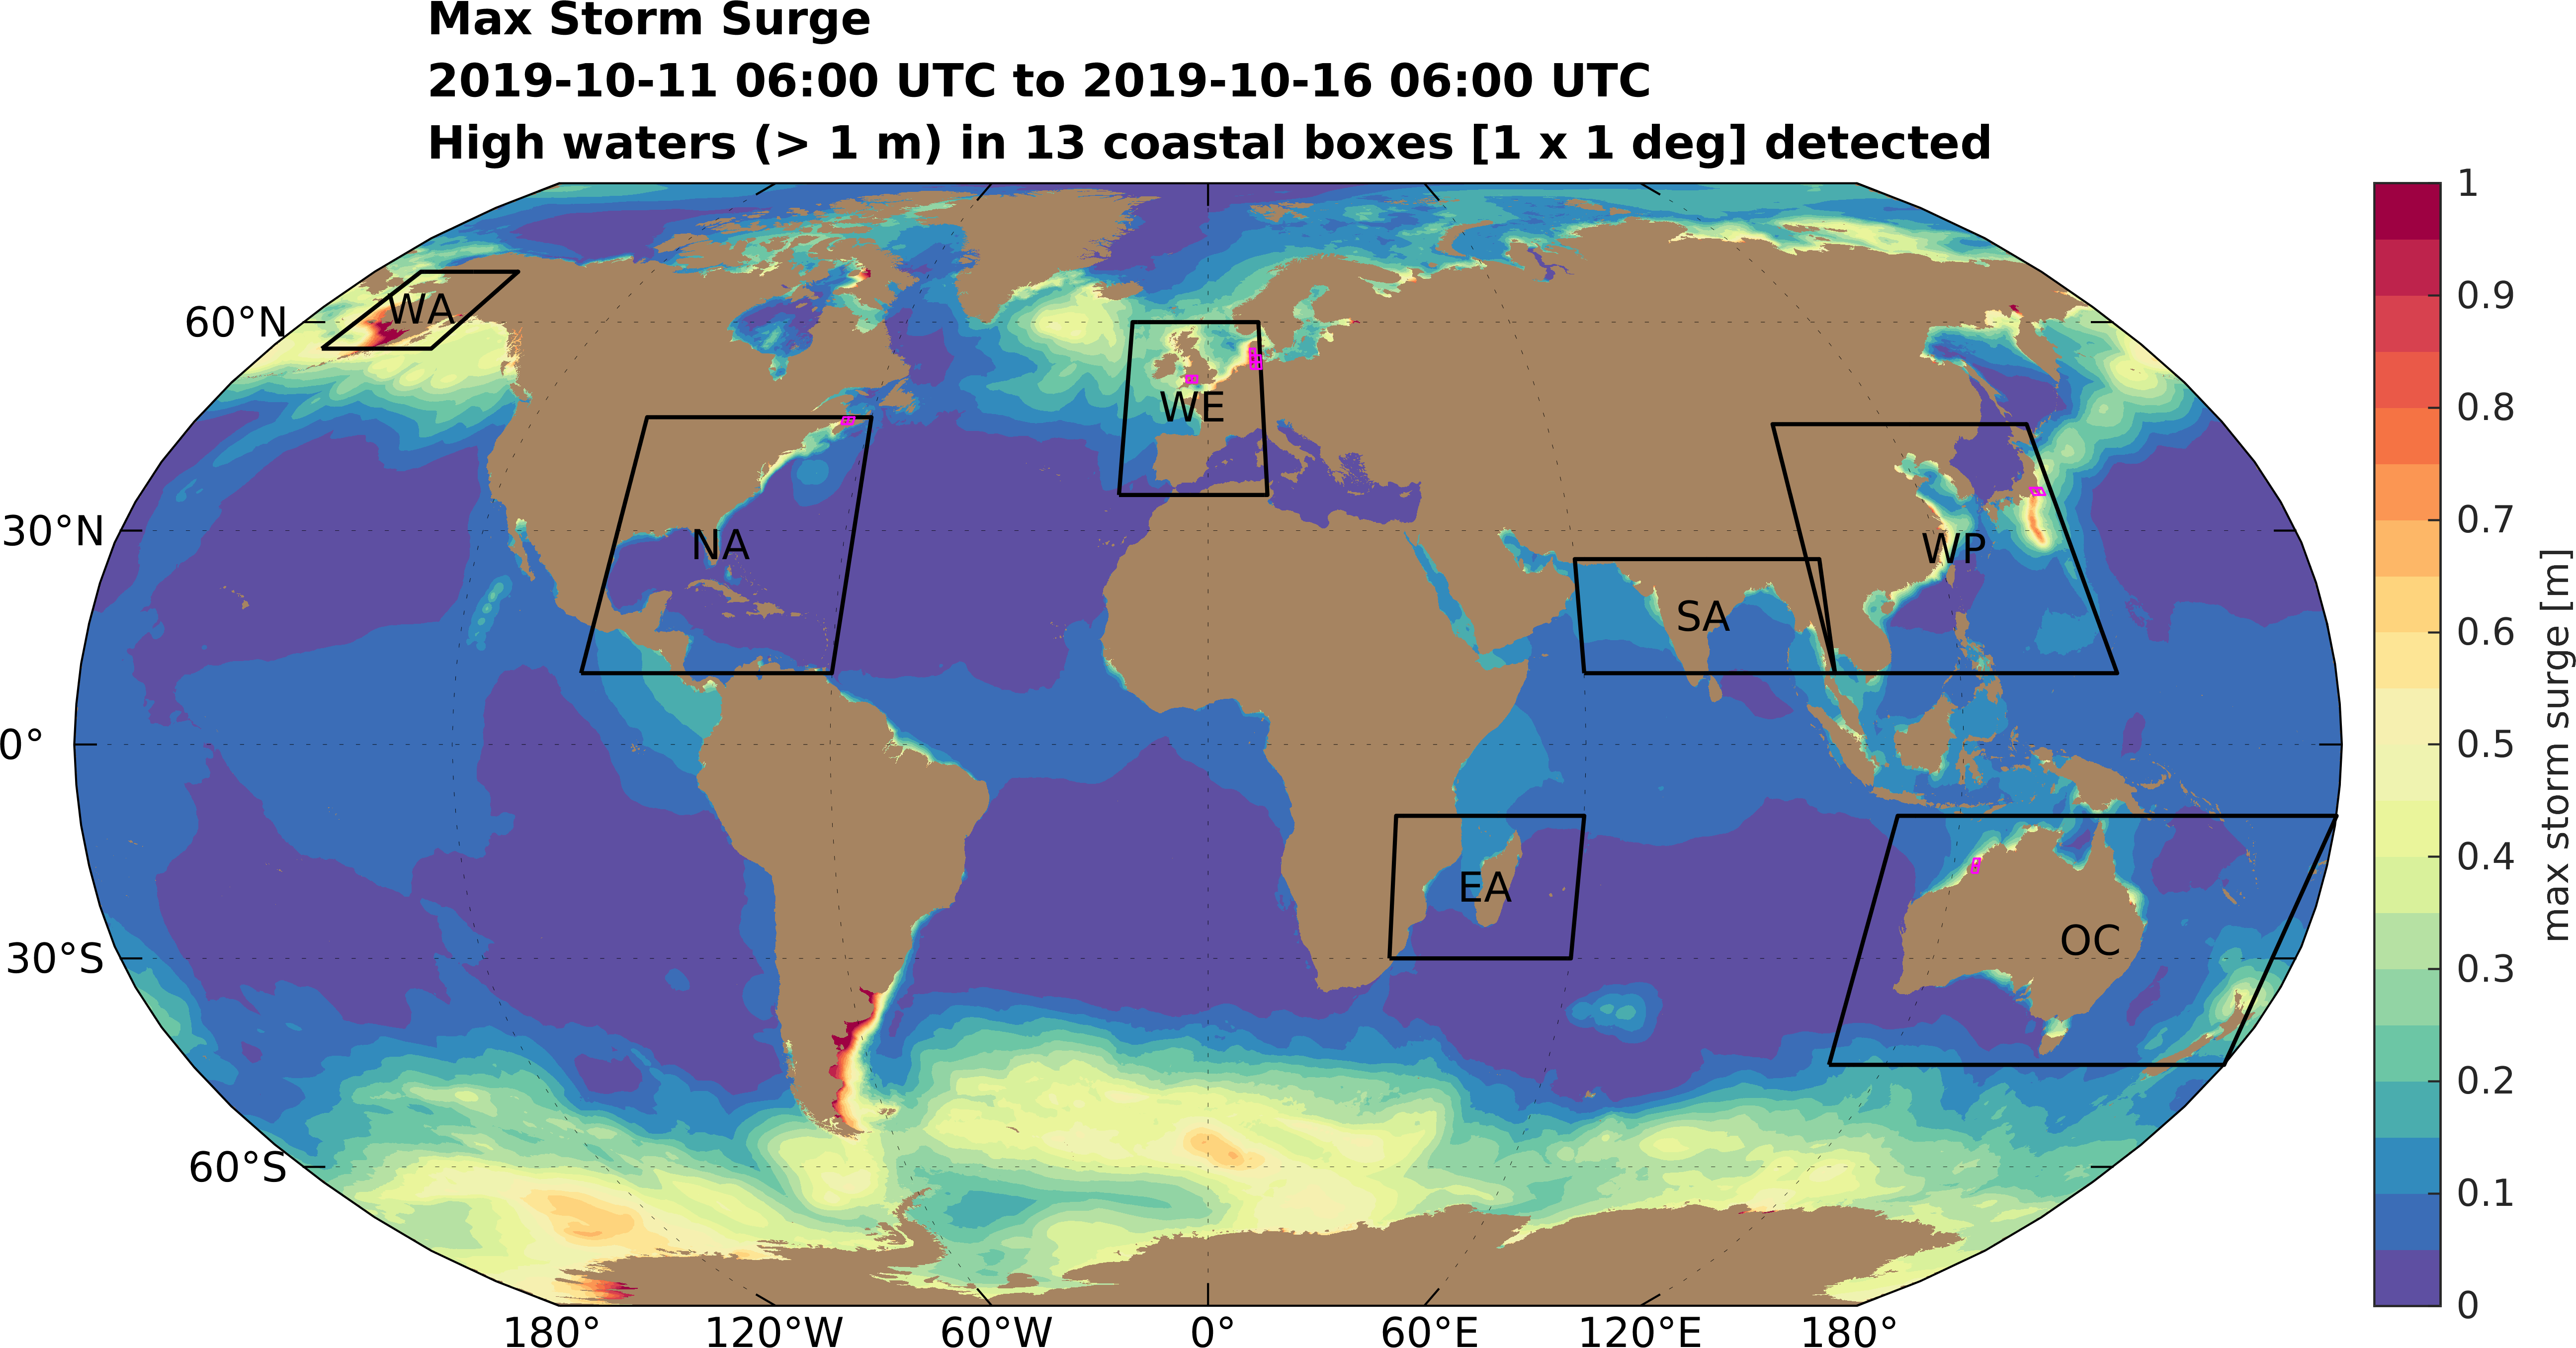 Max Storm Surge
2019-10-11 06:00 UTC to 2019-10-16 06:00 UTC
High waters (> 1 m) in 13 coastal boxes [1 x 1 deg] detected
60°N
30°N
0°
30°S
60°S
WA
NA
WE
SA
WP
EA
OC
180°
120°W
60°W
0°
60°E
120°E
180°
1
0.9
0.8
0.7
0.6
0.5
0.4
0.3
0.2
0.1
0
max storm surge [m]